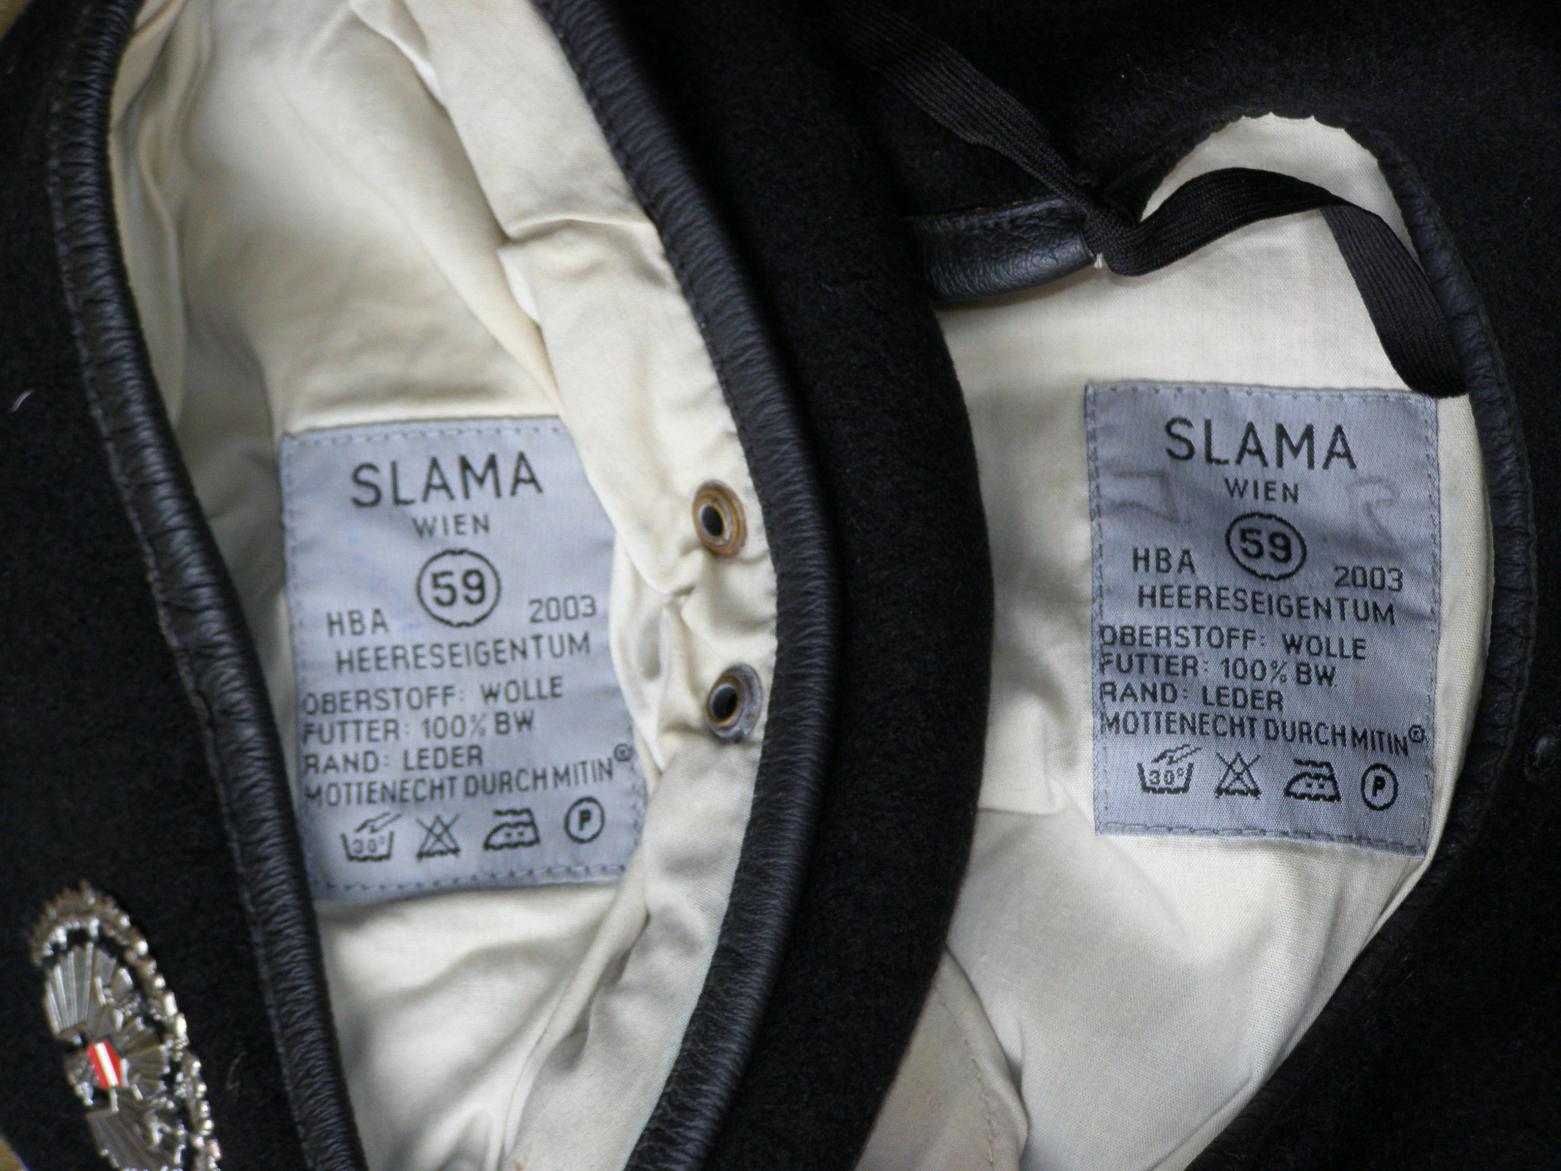 SLAMA
WIEN
59
HBA 2003
HEERESEIGENTUM
OBERSTOFF: WOLLE
FUTTER: 100% BW
RAND: LEDER
MOTTENECHT DURCH MITIN®
30°
P
SLAMA
WIEN
59
HBA 2003
HEERESEIGENTUM
OBERSTOFF: WOLLE
FUTTER: 100% BW.
RAND: LEDER
MOTTENECHT DURCH MITIN®
30°
P